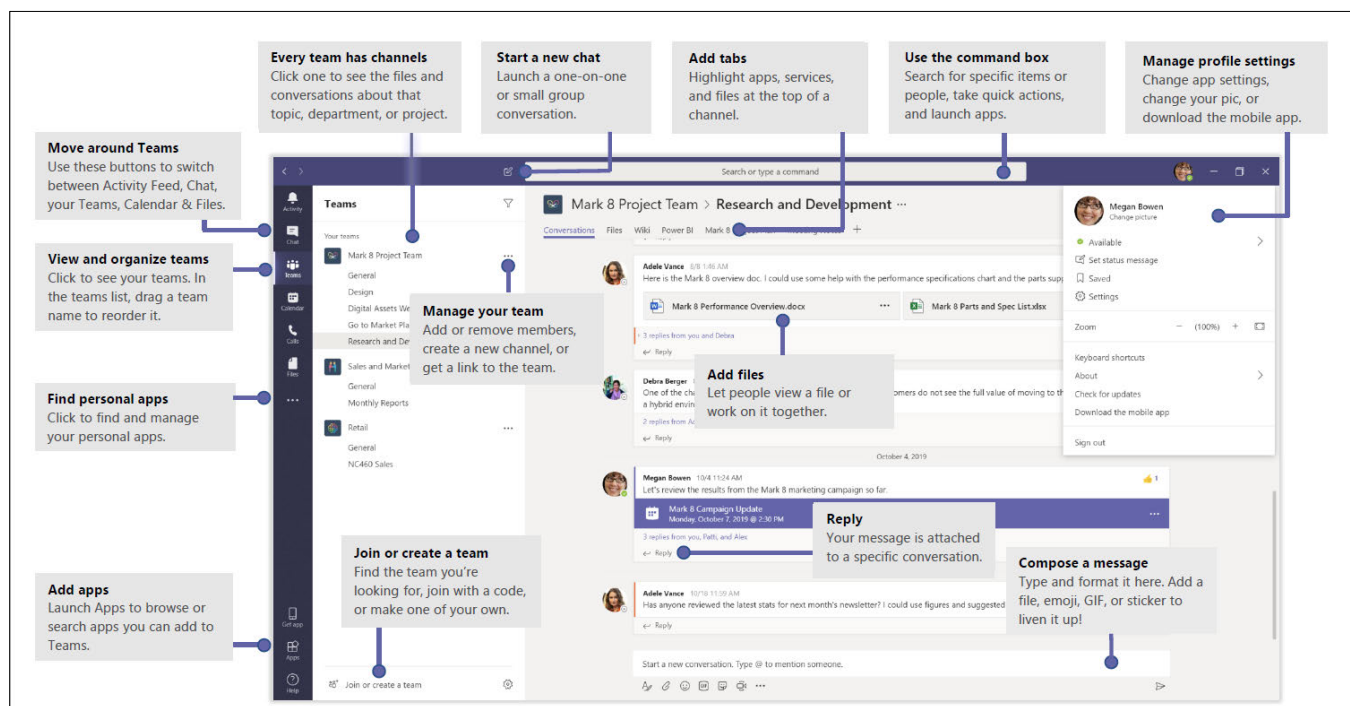 Every team has channels
Click one to see the files and
conversations about that
topic, department, or project.
Start a new chat
Launch a one-on-one
or small group
conversation.
Add tabs
Highlight apps, services,
and files at the top of a
channel.
Use the command box
Search for specific items or
people, take quick actions,
and launch apps.
Manage profile settings
Change app settings,
change your pic, or
download the mobile app.
Move around Teams
Use these buttons to switch
between Activity Feed, Chat,
your Teams, Calendar & Files.
View and organize teams
Click to see your teams. In
the teams list, drag a team
name to reorder it.
Find personal apps
Click to find and manage
your personal apps.
Add apps
Launch Apps to browse or
search apps you can add to
Teams.
Search or type a command
Activity
Chat
Teams
Calendar
Calls
Files
Get app
Apps
Help
Teams
Your teams
Mark 8 Project Team
General
Design
Digital Assets We
Go to Market Pla
Research and De
Sales and Market
General
Monthly Reports
Retail
General
NC460 Sales
Manage your team
Add or remove members,
create a new channel, or
get a link to the team.
Join or create a team
Find the team you're
looking for, join with a code,
or make one of your own.
Join or create a team
Mark 8 Project Team > Research and Development ...
Conversations Files Wiki Power BI Mark 8
Adele Vance 8/8 1:46 AM
Here is the Mark 8 overview doc. I could use some help with the performance specifications chart and the parts
Mark 8 Performance Overview.docx
Mark 8 Parts and Spec List.xlsx
3 replies from you and Debra
Reply
Add files
Let people view a file or
work on it together.
Debra Berger
One of the cha
omers do not see the full value of moving to th
a hybrid envir
2 replies from
Reply
October 4, 2019
Megan Bowen 10/4 11:24 AM
Let's review the results from the Mark 8 marketing campaign so far.
1
Mark 8 Campaign Update
Monday, October 7, 2019 @ 2:30 PM
3 replies from you, Patti, and Alex
Reply
Reply
Your message is attached
to a specific conversation.
Adele Vance 10/18 11:59 AM
Has anyone reviewed the latest stats for next month's newsletter? I could use figures and suggested
Reply
Compose a message
Type and format it here. Add a
file, emoji, GIF, or sticker to
liven it up!
Start a new conversation. Type @ to mention someone.
Megan Bowen
Change picture
Available
Set status message
Saved
Settings
Zoom - (100%) +
Keyboard shortcuts
About
Check for updates
Download the mobile app
Sign out